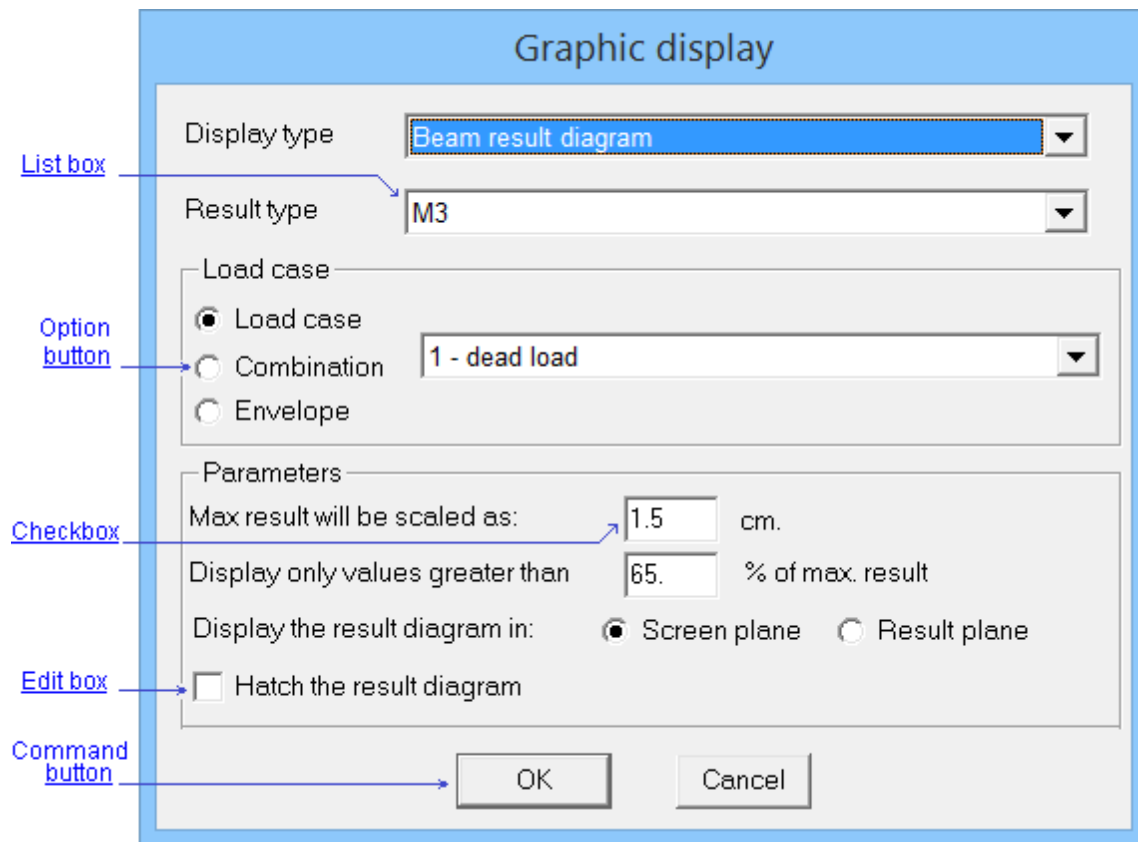 Graphic display
Display type
Beam result diagram
List box
Result type
M3
Load case
Load case
Option
button
Combination
1 - dead load
Envelope
Parameters
Max result will be scaled as:
1.5
cm.
Checkbox
Display only values greater than
65.
% of max. result
Display the result diagram in:
Screen plane
Result plane
Edit box
Hatch the result diagram
Command
button
OK
Cancel